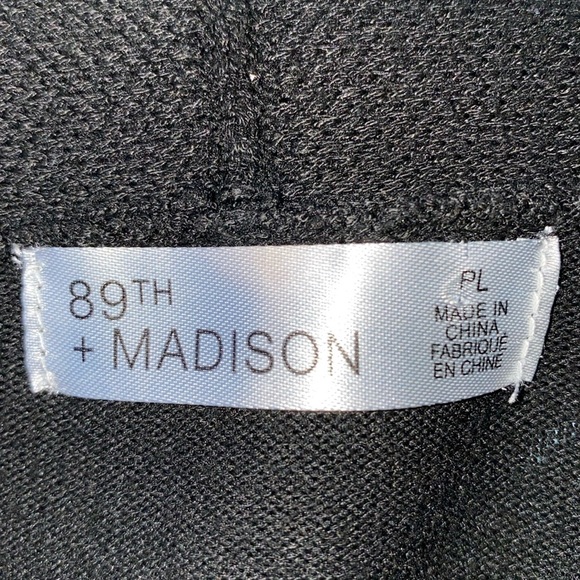 89TH
+ MADISON
PL
MADE IN
CHINA
FABRIQUÉ
EN CHINE